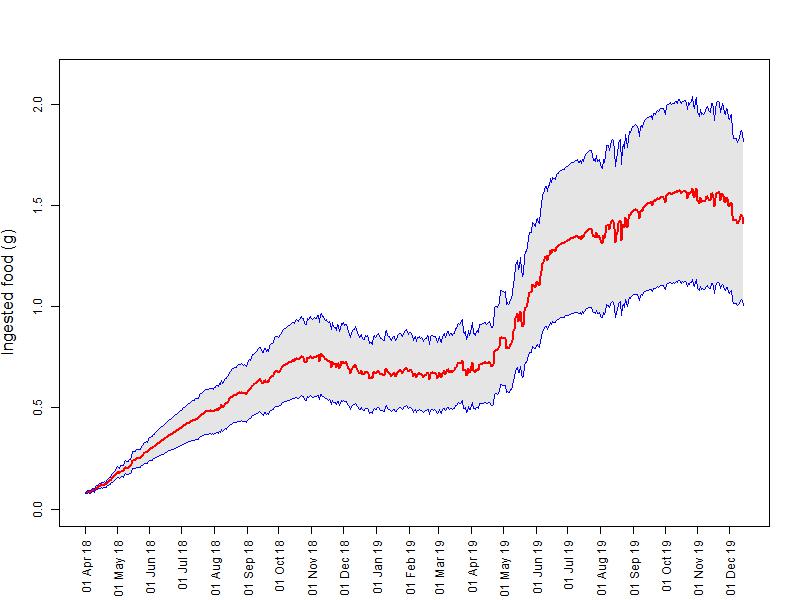 Ingested food (g)
2.0
1.5
1.0
0.5
0.0
01 Apr 18
01 May 18
01 Jun 18
01 Jul 18
01 Aug 18
01 Sep 18
01 Oct 18
01 Nov 18
01 Dec 18
01 Jan 19
01 Feb 19
01 Mar 19
01 Apr 19
01 May 19
01 Jun 19
01 Jul 19
01 Aug 19
01 Sep 19
01 Oct 19
01 Nov 19
01 Dec 19